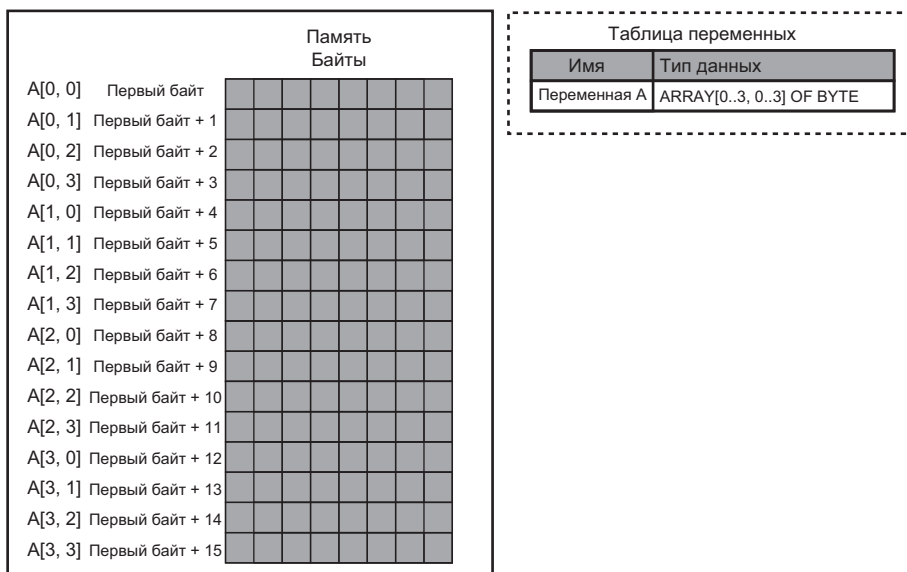 Память
Байты
A[0, 0] Первый байт
A[0, 1] Первый байт + 1
A[0, 2] Первый байт + 2
A[0, 3] Первый байт + 3
A[1, 0] Первый байт + 4
A[1, 1] Первый байт + 5
A[1, 2] Первый байт + 6
A[1, 3] Первый байт + 7
A[2, 0] Первый байт + 8
A[2, 1] Первый байт + 9
A[2, 2] Первый байт + 10
A[2, 3] Первый байт + 11
A[3, 0] Первый байт + 12
A[3, 1] Первый байт + 13
A[3, 2] Первый байт + 14
A[3, 3] Первый байт + 15
Таблица переменных
Имя Тип данных
Переменная A ARRAY[0..3, 0..3] OF BYTE